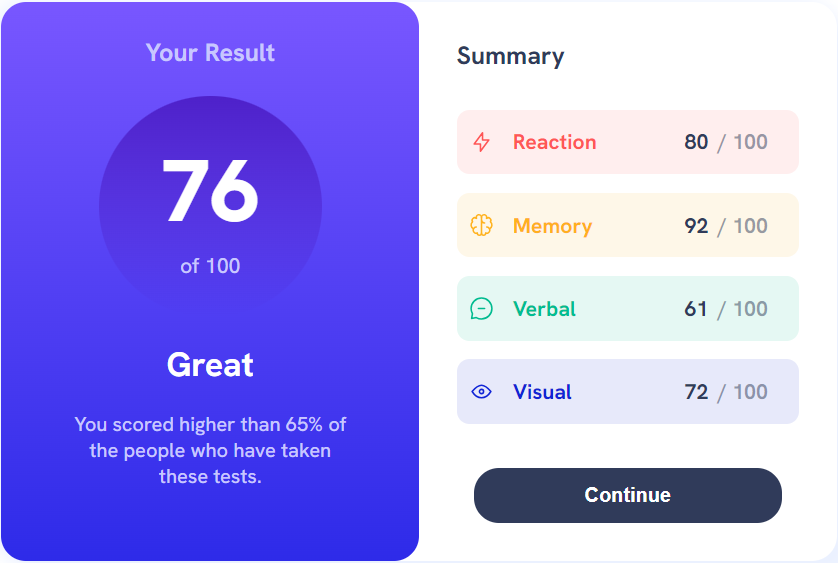 Your Result
76
of 100
Great
You scored higher than 65% of
the people who have taken
these tests.
Summary
Reaction 80 / 100
Memory 92 / 100
Verbal 61 / 100
Visual 72 / 100
Continue